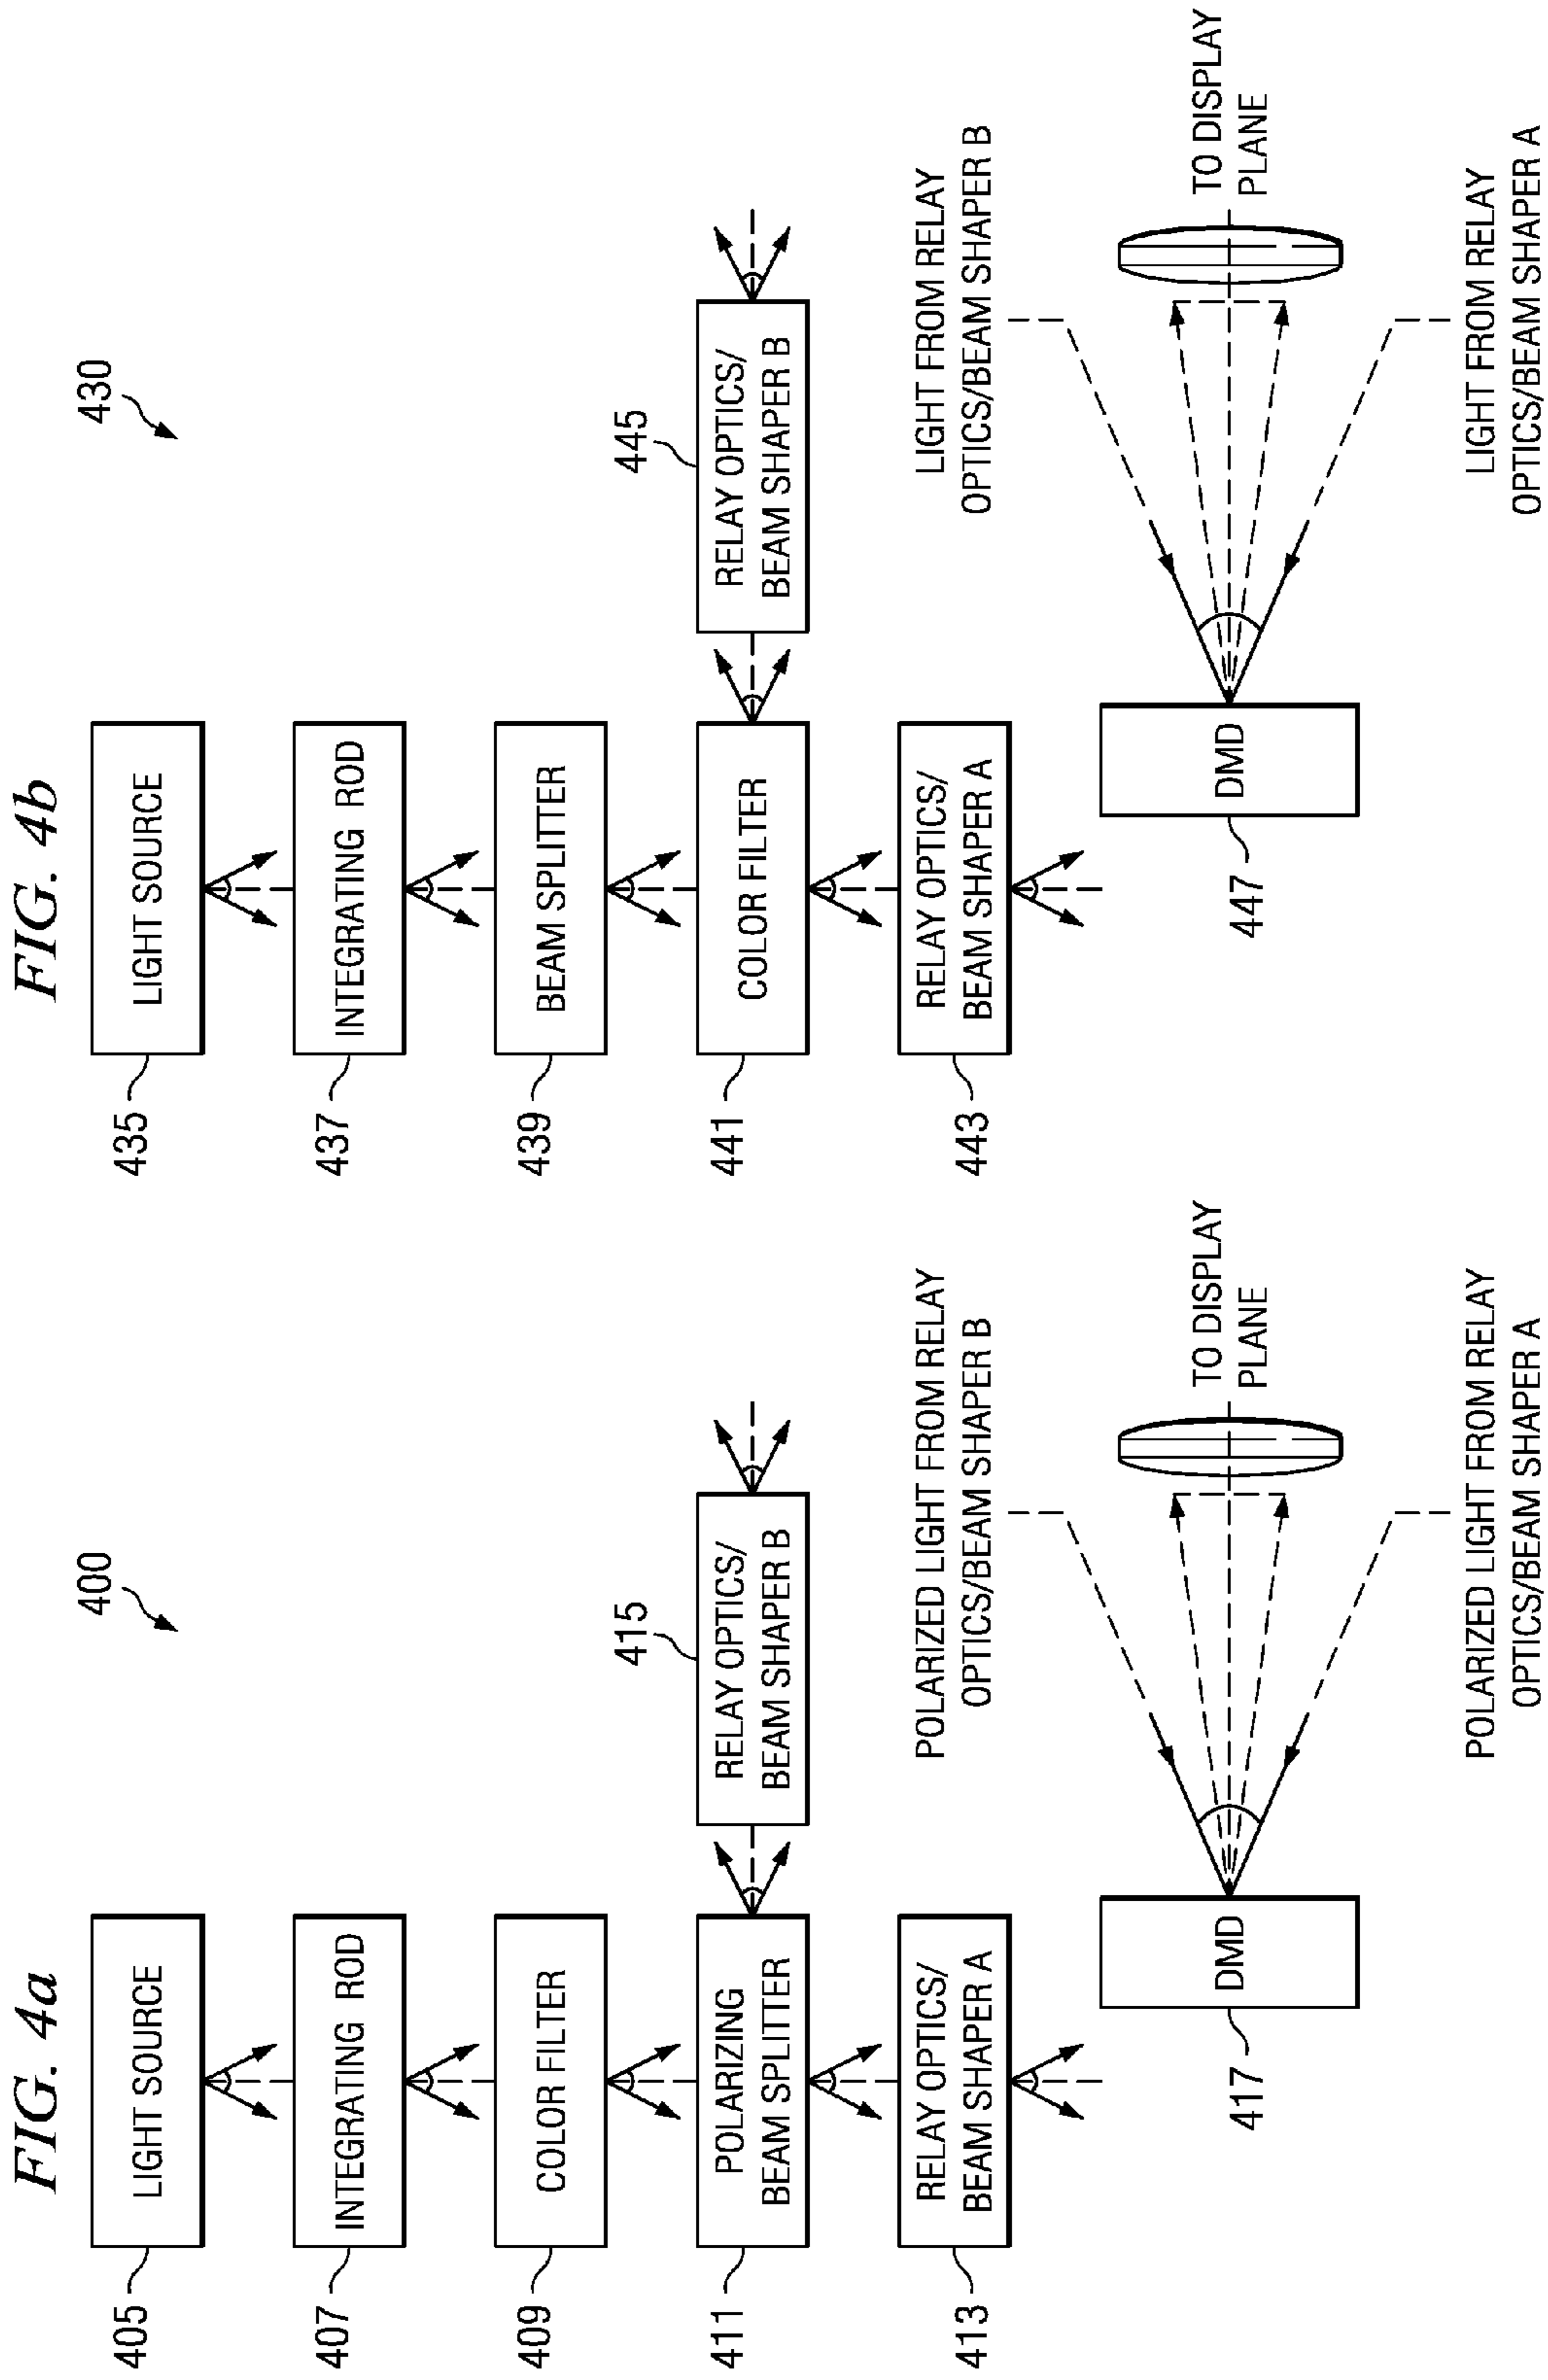 FIG. 4a
400
LIGHT SOURCE
405
INTEGRATING ROD
407
COLOR FILTER
409
POLARIZING
BEAM SPLITTER
411
RELAY OPTICS/
BEAM SHAPER B
415
RELAY OPTICS/
BEAM SHAPER A
413
POLARIZED LIGHT FROM RELAY
OPTICS/BEAM SHAPER B
DMD
417
TO DISPLAY
PLANE
POLARIZED LIGHT FROM RELAY
OPTICS/BEAM SHAPER A
FIG. 4b
430
LIGHT SOURCE
435
INTEGRATING ROD
437
BEAM SPLITTER
439
COLOR FILTER
441
RELAY OPTICS/
BEAM SHAPER B
445
RELAY OPTICS/
BEAM SHAPER A
443
LIGHT FROM RELAY
OPTICS/BEAM SHAPER B
DMD
447
TO DISPLAY
PLANE
LIGHT FROM RELAY
OPTICS/BEAM SHAPER A